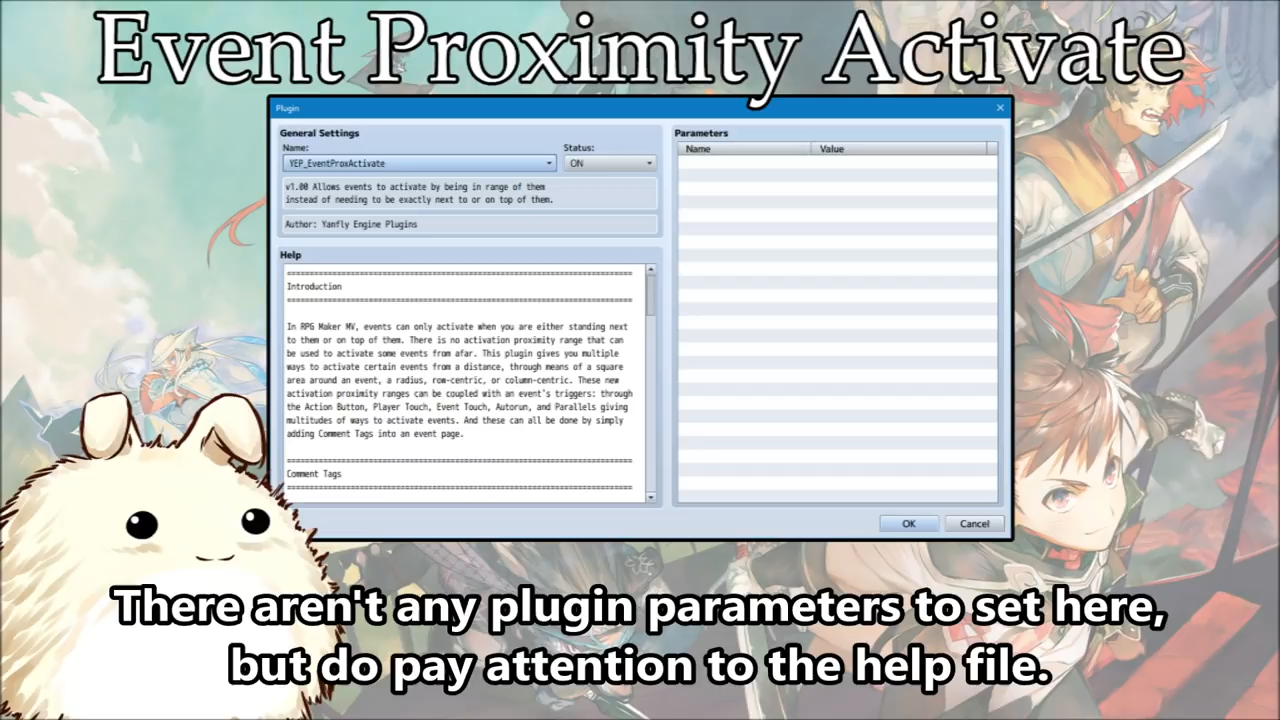 Event Proximity Activate
Plugin
General Settings
Name:
Status:
YEP_EventProxActivate
ON
v1.00 Allows events to activate by being in range of them
instead of needing to be exactly next to or on top of them.
Author: Yanfly Engine Plugins
Help
================================================================================
Introduction
================================================================================
In RPG Maker MV, events can only activate when you are either standing next
to them or on top of them. There is no activation proximity range that can
be used to activate some events from afar. This plugin gives you multiple
ways to activate certain events from a distance, through means of a square
area around an event, a radius, row-centric, or column-centric. These new
activation proximity ranges can be coupled with an event's triggers: through
the Action Button, Player Touch, Event Touch, Autorun, and Parallels giving
multitudes of ways to activate events. And these can all be done by simply
adding Comment Tags into an event page.
================================================================================
Comment Tags
================================================================================
Parameters
Name
Value
OK
Cancel
There aren't any plugin parameters to set here,
but do pay attention to the help file.